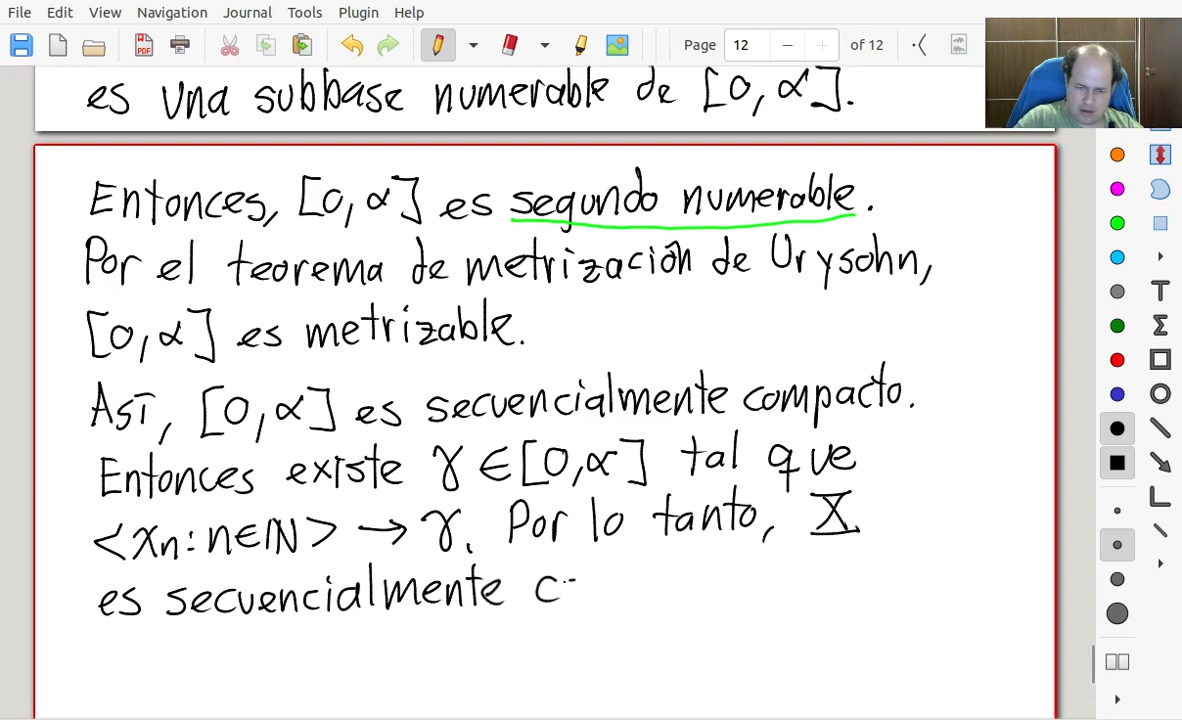 File Edit View Navigation Journal Tools Plugin Help
Page 12 of 12
es una subbase numerable de [0, α].
Entonces, [0, α] es segundo numerable.
Por el teorema de metrización de Urysohn,
[0, α] es metrizable.
Así, [0, α] es secuencialmente compacto.
Entonces existe γ ∈ [0, α] tal que
<xn : n ∈ ℕ> → γ. Por lo tanto, X
es secuencialmente c